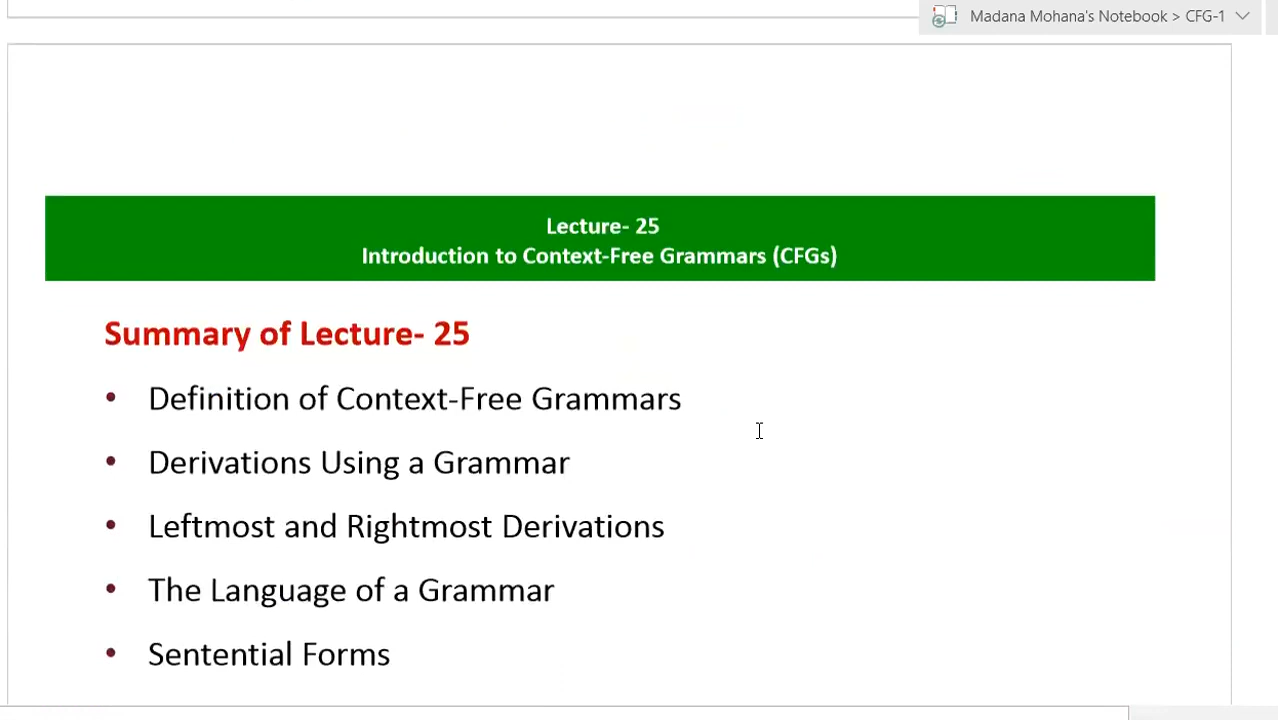 Madana Mohana's Notebook > CFG-1
Lecture- 25
Introduction to Context-Free Grammars (CFGs)
Summary of Lecture- 25
• Definition of Context-Free Grammars
• Derivations Using a Grammar
• Leftmost and Rightmost Derivations
• The Language of a Grammar
• Sentential Forms